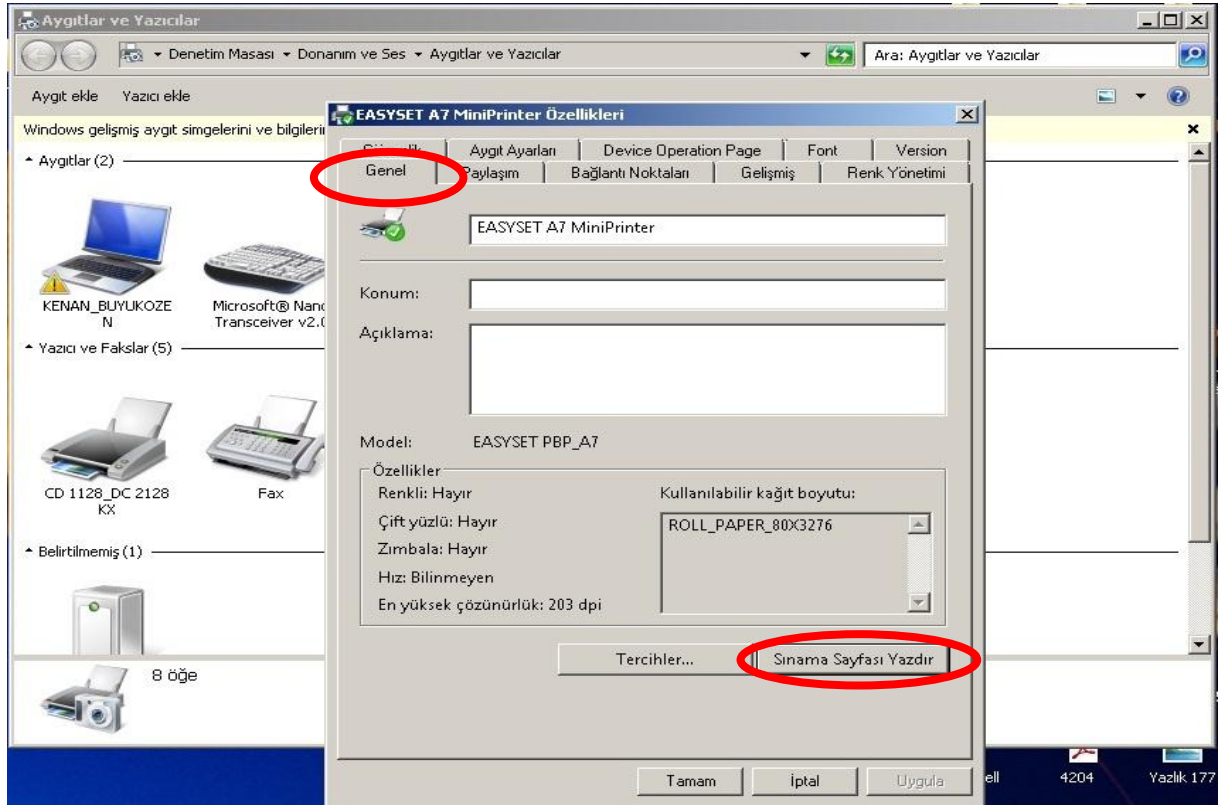 Aygıtlar ve Yazıcılar
Denetim Masası Donanım ve Ses Aygıtlar ve Yazıcılar
Ara: Aygıtlar ve Yazıcılar
Aygıt ekle Yazıcı ekle
Windows gelişmiş aygıt simgelerini ve bilgileri
Aygıtlar (2)
KENAN_BUYUKOZE
N
Microsoft® Nano
Transceiver v2.0
Yazıcı ve Fakslar (5)
CD 1128_DC 2128
KX
Fax
Belirtilmemiş (1)
8 öğe
EASYSET A7 MiniPrinter Özellikleri
Güvenlik Aygıt Ayarları Device Operation Page Font Version
Genel Paylaşım Bağlantı Noktaları Gelişmiş Renk Yönetimi
EASYSET A7 MiniPrinter
Konum:
Açıklama:
Model: EASYSET PBP_A7
Özellikler
Renkli: Hayır
Çift yüzlü: Hayır
Zımbala: Hayır
Hız: Bilinmeyen
En yüksek çözünürlük: 203 dpi
Kullanılabilir kağıt boyutu:
ROLL_PAPER_80X3276
Tercihler... Sınama Sayfası Yazdır
Tamam İptal Uygula
ell
4204
Yazlık 177